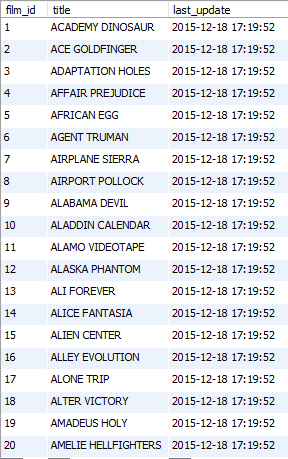 film_id title last_update
1 ACADEMY DINOSAUR 2015-12-18 17:19:52
2 ACE GOLDFINGER 2015-12-18 17:19:52
3 ADAPTATION HOLES 2015-12-18 17:19:52
4 AFFAIR PREJUDICE 2015-12-18 17:19:52
5 AFRICAN EGG 2015-12-18 17:19:52
6 AGENT TRUMAN 2015-12-18 17:19:52
7 AIRPLANE SIERRA 2015-12-18 17:19:52
8 AIRPORT POLLOCK 2015-12-18 17:19:52
9 ALABAMA DEVIL 2015-12-18 17:19:52
10 ALADDIN CALENDAR 2015-12-18 17:19:52
11 ALAMO VIDEOTAPE 2015-12-18 17:19:52
12 ALASKA PHANTOM 2015-12-18 17:19:52
13 ALI FOREVER 2015-12-18 17:19:52
14 ALICE FANTASIA 2015-12-18 17:19:52
15 ALIEN CENTER 2015-12-18 17:19:52
16 ALLEY EVOLUTION 2015-12-18 17:19:52
17 ALONE TRIP 2015-12-18 17:19:52
18 ALTER VICTORY 2015-12-18 17:19:52
19 AMADEUS HOLY 2015-12-18 17:19:52
20 AMELIE HELLFIGHTERS 2015-12-18 17:19:52